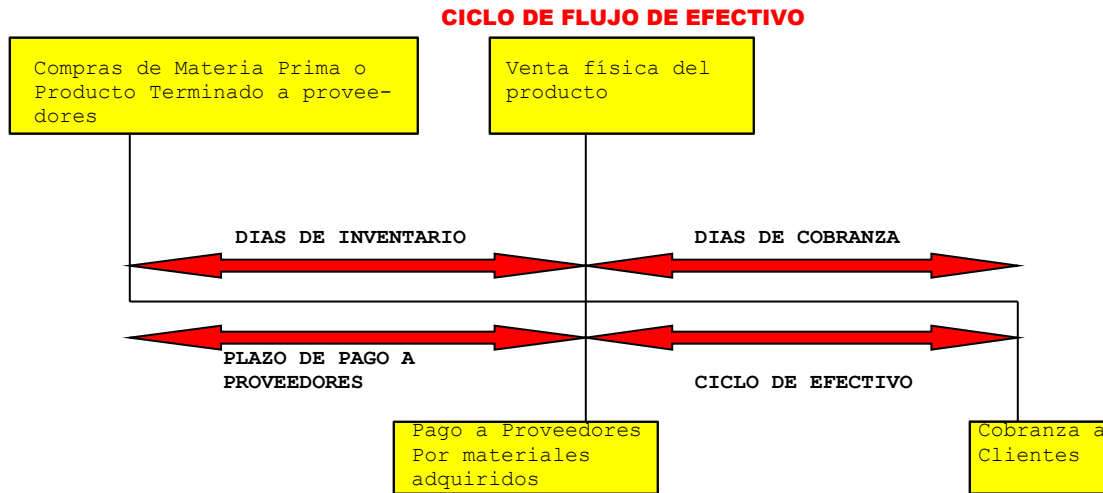 CICLO DE FLUJO DE EFECTIVO
Compras de Materia Prima o
Producto Terminado a provee-
dores
Venta física del
producto
DIAS DE INVENTARIO
DIAS DE COBRANZA
PLAZO DE PAGO A
PROVEEDORES
CICLO DE EFECTIVO
Pago a Proveedores
Por materiales
adquiridos
Cobranza a
Clientes